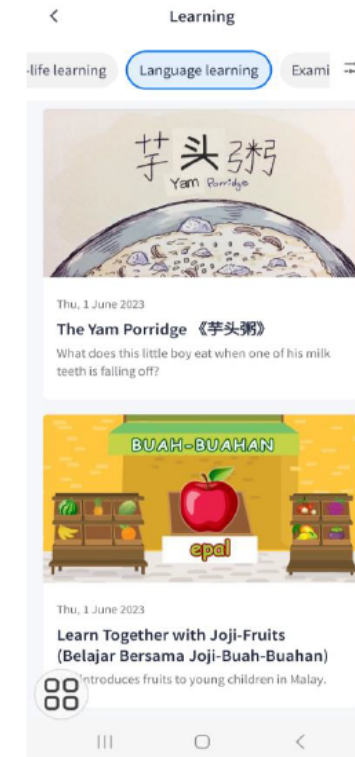 Learning
-life learning
Language learning
Exami
芋头粥
Yam Porridge
Thu, 1 June 2023
The Yam Porridge 《芋头粥》
What does this little boy eat when one of his milk
teeth is falling off?
BUAH-BUAHAN
epal
Thu, 1 June 2023
Learn Together with Joji-Fruits
(Belajar Bersama Joji-Buah-Buahan)
introduces fruits to young children in Malay.